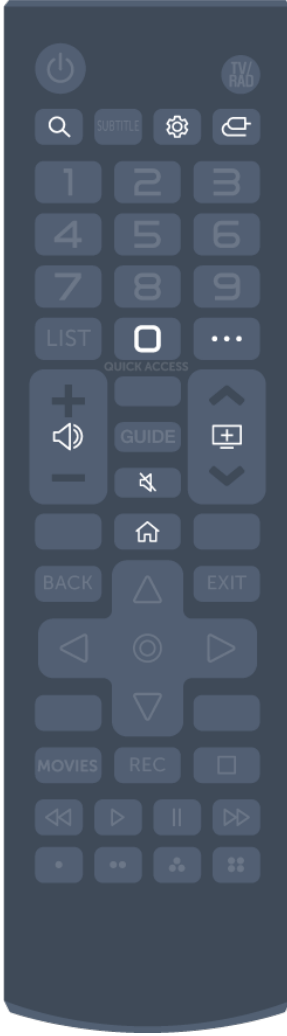 TV/
RAD
SUBTITLE
1 2 3
4 5 6
7 8 9
LIST 0 ...
QUICK ACCESS
+
GUIDE
-
BACK EXIT
MOVIES REC